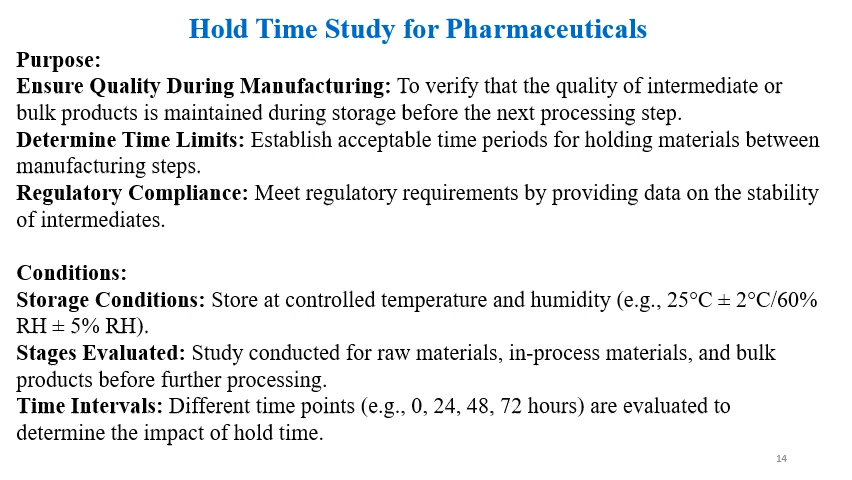 Hold Time Study for Pharmaceuticals
Purpose:
Ensure Quality During Manufacturing: To verify that the quality of intermediate or
bulk products is maintained during storage before the next processing step.
Determine Time Limits: Establish acceptable time periods for holding materials between
manufacturing steps.
Regulatory Compliance: Meet regulatory requirements by providing data on the stability
of intermediates.
Conditions:
Storage Conditions: Store at controlled temperature and humidity (e.g., 25°C ± 2°C/60%
RH ± 5% RH).
Stages Evaluated: Study conducted for raw materials, in-process materials, and bulk
products before further processing.
Time Intervals: Different time points (e.g., 0, 24, 48, 72 hours) are evaluated to
determine the impact of hold time.
14